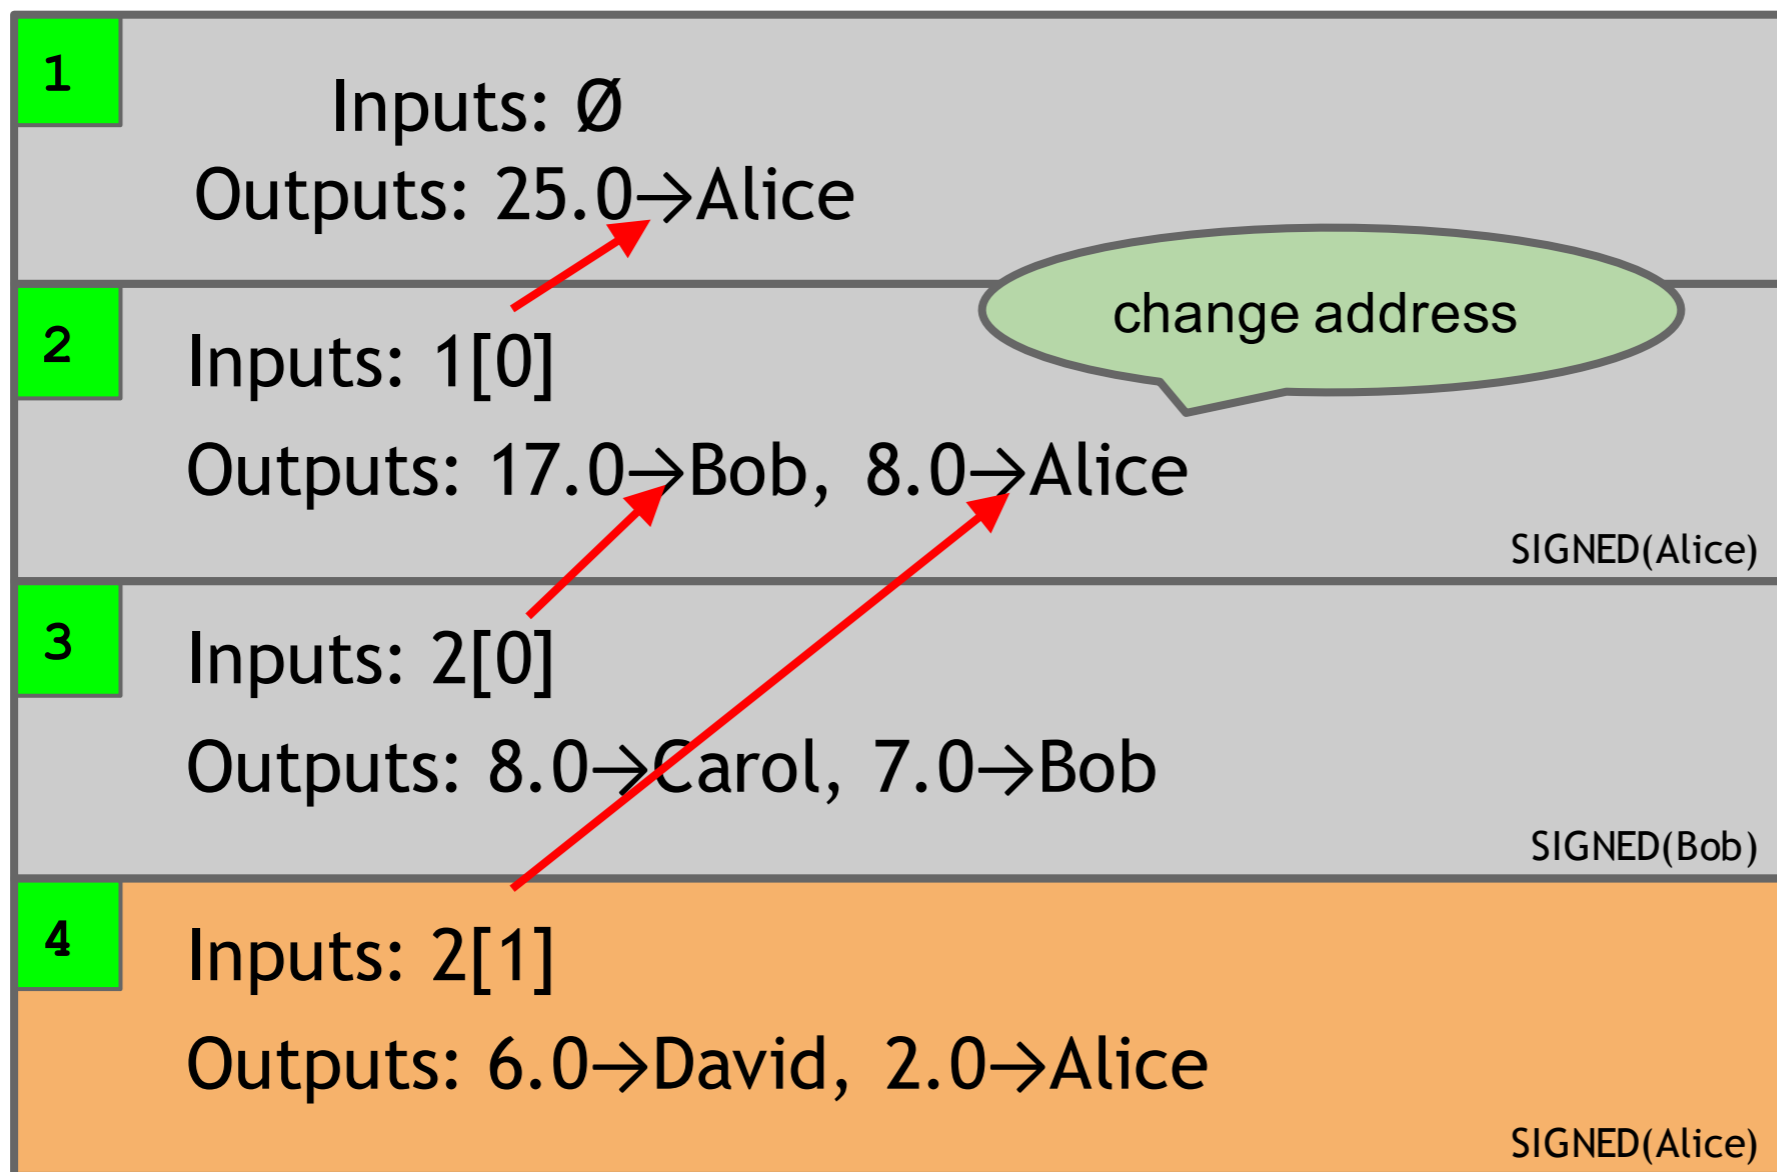 1
Inputs: Ø
Outputs: 25.0→Alice
change address
2
Inputs: 1[0]
Outputs: 17.0→Bob, 8.0→Alice
SIGNED(Alice)
3
Inputs: 2[0]
Outputs: 8.0→Carol, 7.0→Bob
SIGNED(Bob)
4
Inputs: 2[1]
Outputs: 6.0→David, 2.0→Alice
SIGNED(Alice)